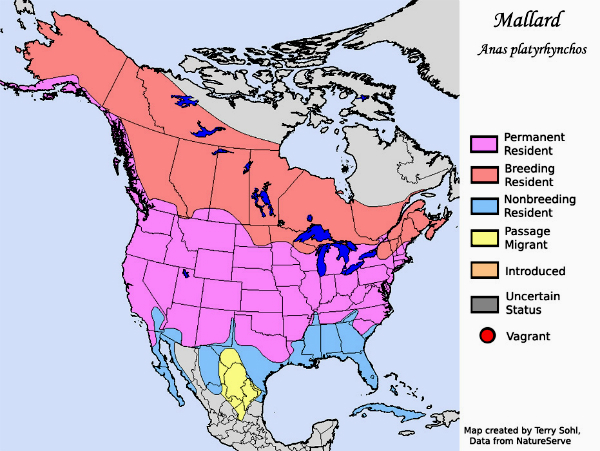 Mallard
Anas platyrhynchos
Permanent
Resident
Breeding
Resident
Nonbreeding
Resident
Passage
Migrant
Introduced
Uncertain
Status
Vagrant
Map created by Terry Sohl,
Data from NatureServe